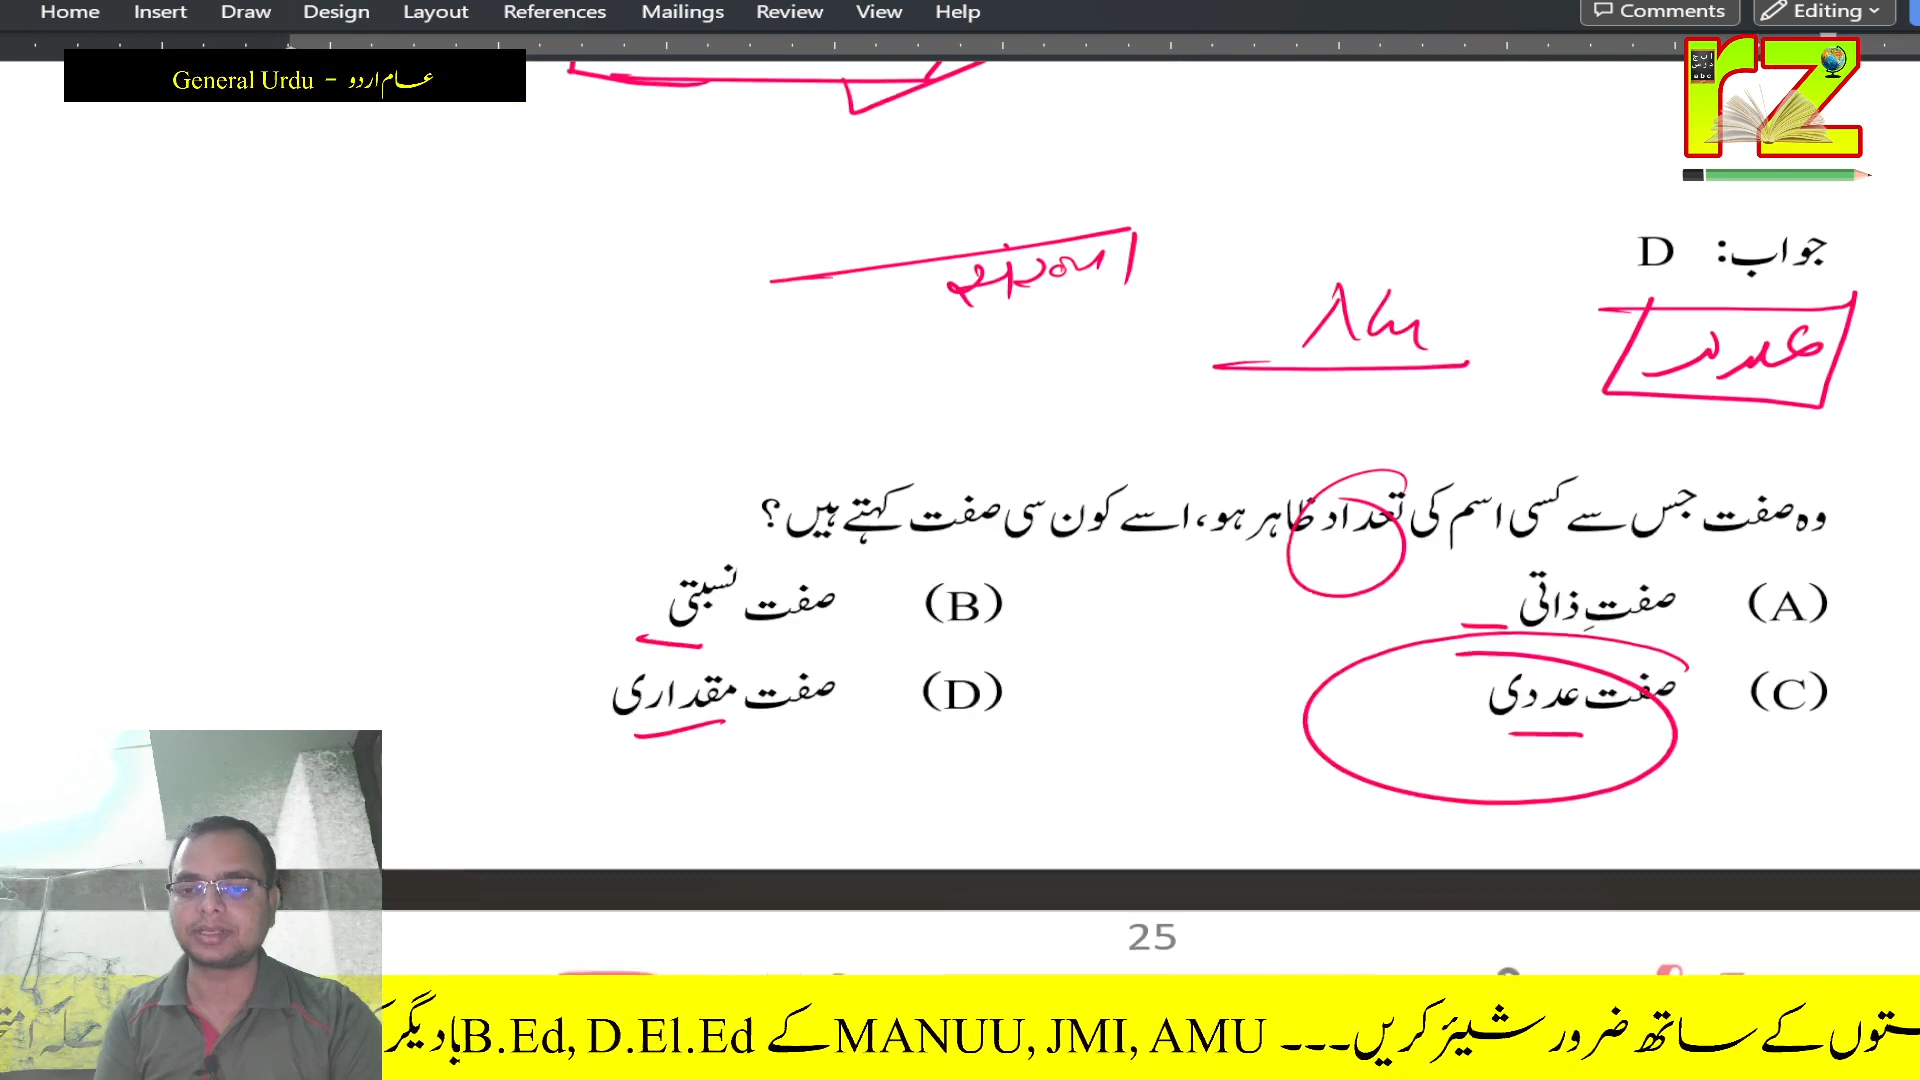 Home Insert Draw Design Layout References Mailings Review View Help Comments Editing
General Urdu - عام اردو
rz
جواب: D
عدد
وہ صفت جس سے کسی اسم کی تعداد ظاہر ہو، اسے کون سی صفت کہتے ہیں؟
(A) صفتِ ذاتی (B) صفت نسبتی
(C) صفت عددی (D) صفت مقداری
25
ستوں کے ساتھ ضرور شیئر کریں۔۔۔ MANUU, JMI, AMU کے B.Ed, D.El.Ed یا دیگر